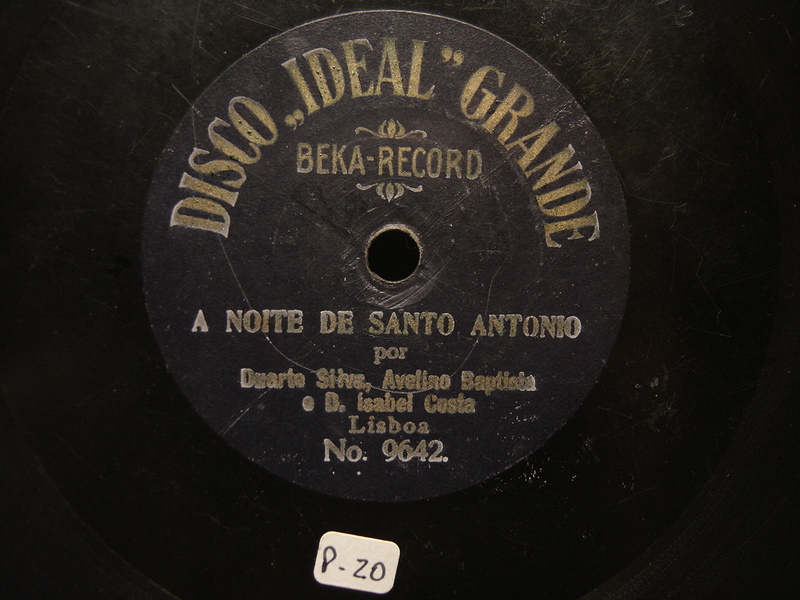 DISCO „IDEAL” GRANDE
BEKA-RECORD
A NOITE DE SANTO ANTONIO
por
Duarte Silva, Avelino Baptista
e D. Isabel Costa
Lisboa
No. 9642.
P-20